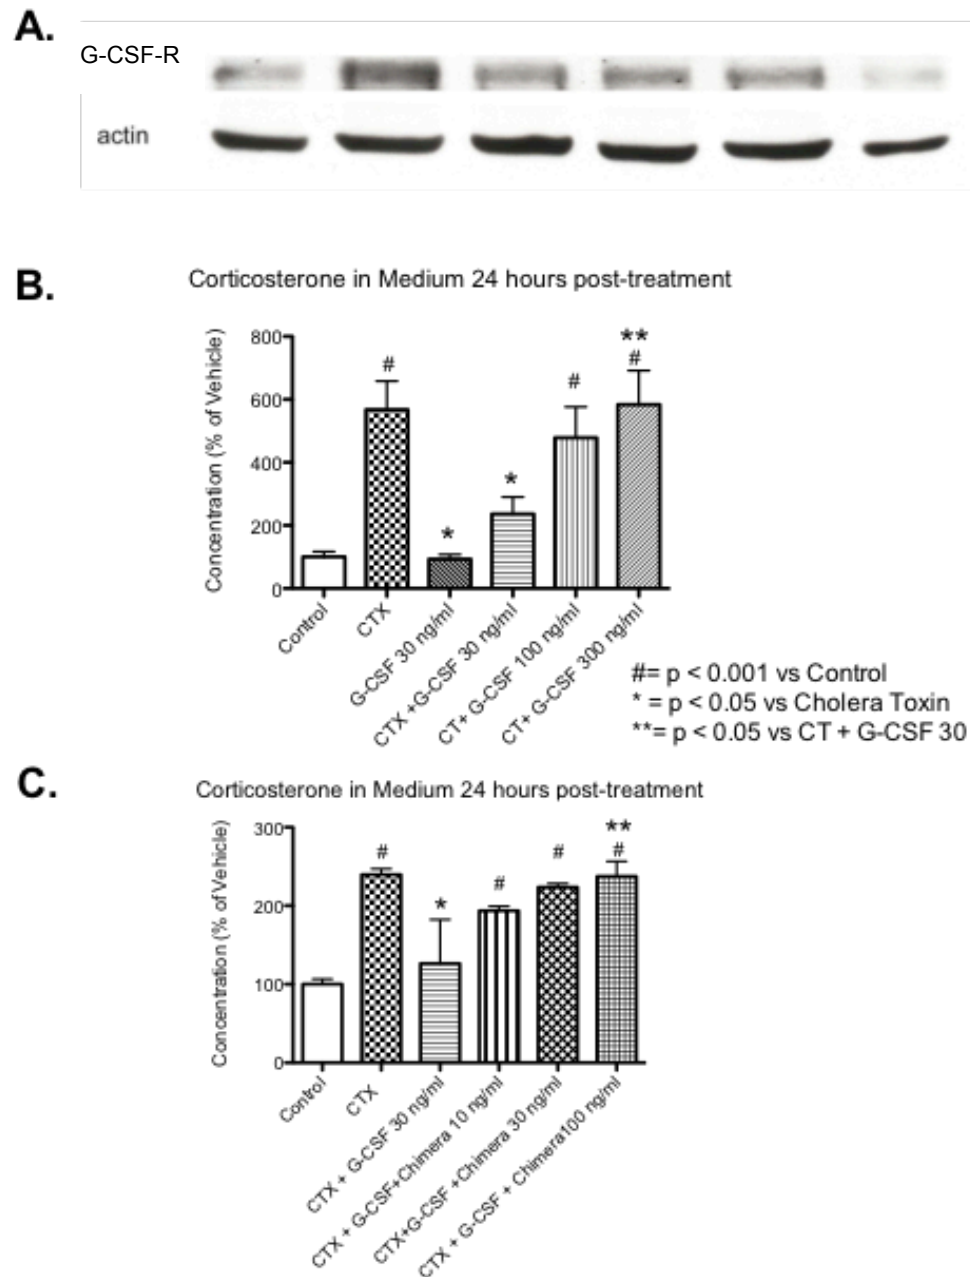 A.
G-CSF-R
actin
B.
Corticosterone in Medium 24 hours post-treatment
Concentration (% of Vehicle)
800
600
400
200
0
#
*
*
#
**
#
Control
CTX
G-CSF 30 ng/ml
CTX +G-CSF 30 ng/ml
CT+ G-CSF 100 ng/ml
CT+ G-CSF 300 ng/ml
#= p < 0.001 vs Control
* = p < 0.05 vs Cholera Toxin
**= p < 0.05 vs CT + G-CSF 30
C.
Corticosterone in Medium 24 hours post-treatment
Concentration (% of Vehicle)
300
200
100
0
#
*
#
#
**
#
Control
CTX
CTX + G-CSF 30 ng/ml
CTX + G-CSF+Chimera 10 ng/ml
CTX+G-CSF +Chimera 30 ng/ml
CTX + G-CSF + Chimera100 ng/ml